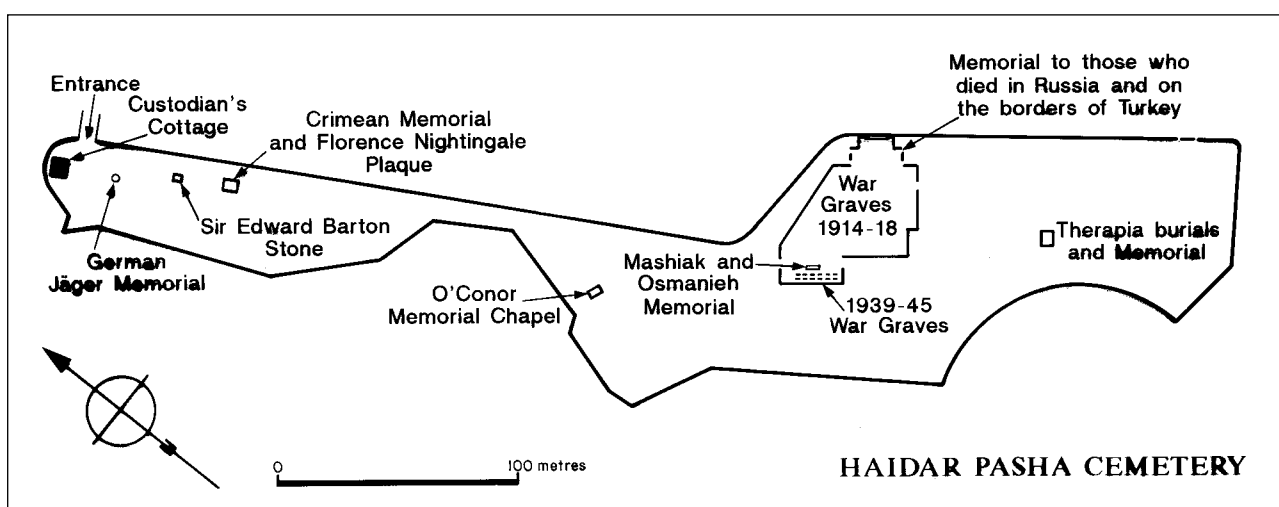 Entrance
Custodian's
Cottage
Crimean Memorial
and Florence Nightingale
Plaque
Memorial to those who
died in Russia and on
the borders of Turkey
Sir Edward Barton
Stone
German
Jäger Memorial
War
Graves
1914-18
Therapia burials
and Memorial
Mashiak and
Osmanieh
Memorial
O'Conor
Memorial Chapel
1939-45
War Graves
0
100 metres
HAIDAR PASHA CEMETERY